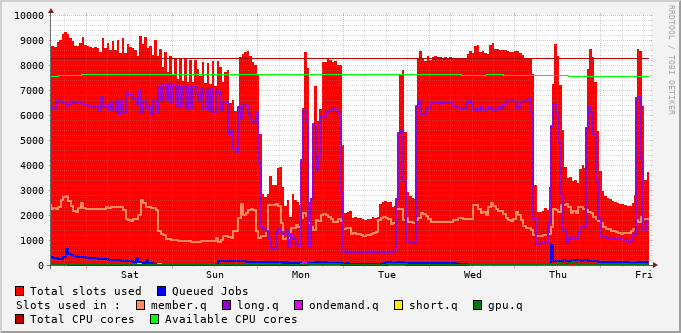 10000
9000
8000
7000
6000
5000
4000
3000
2000
1000
0
Sat Sun Mon Tue Wed Thu Fri
RRDTOOL / TOBI OETIKER
Total slots used Queued Jobs
Slots used in : member.q long.q ondemand.q short.q gpu.q
Total CPU cores Available CPU cores